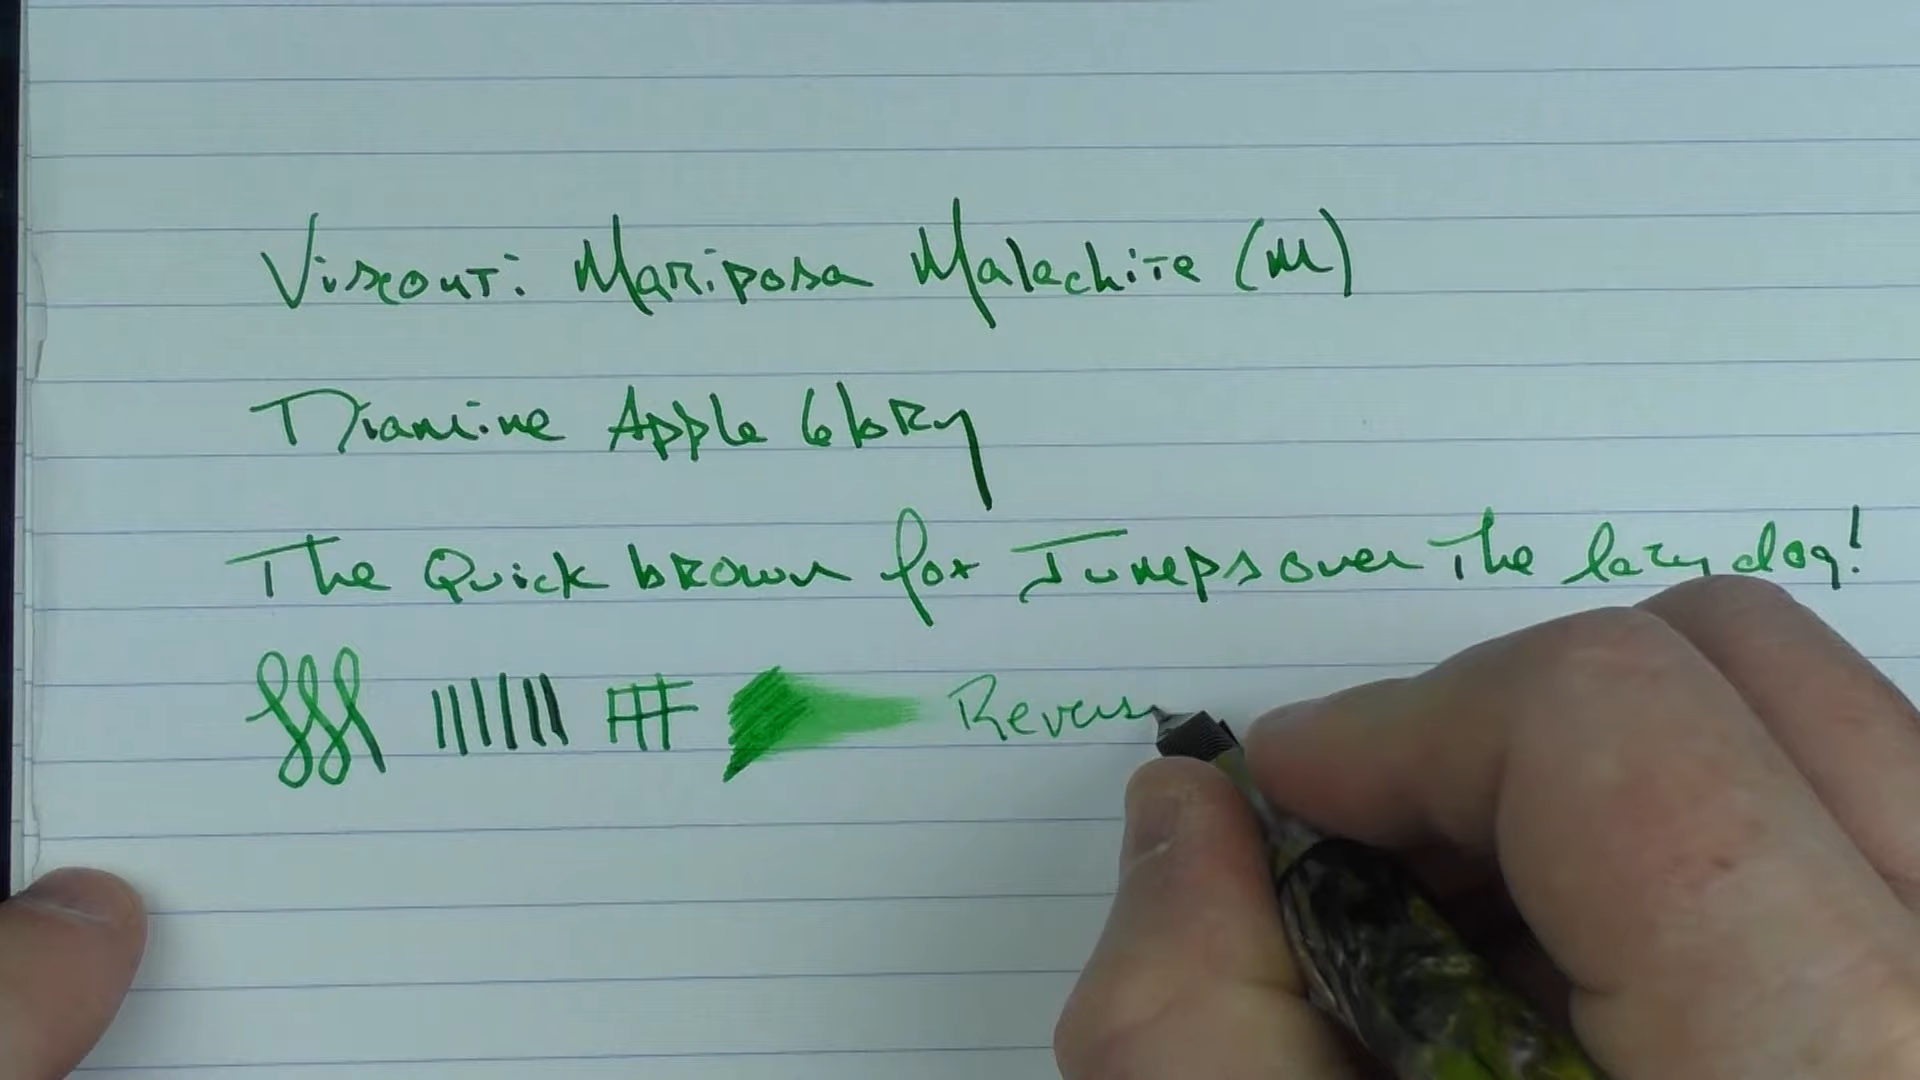 Visconti: Mariposa Malachite (M)
Diamine Apple Glory
The Quick brown fox Jumps over The lazy dog!
Revers